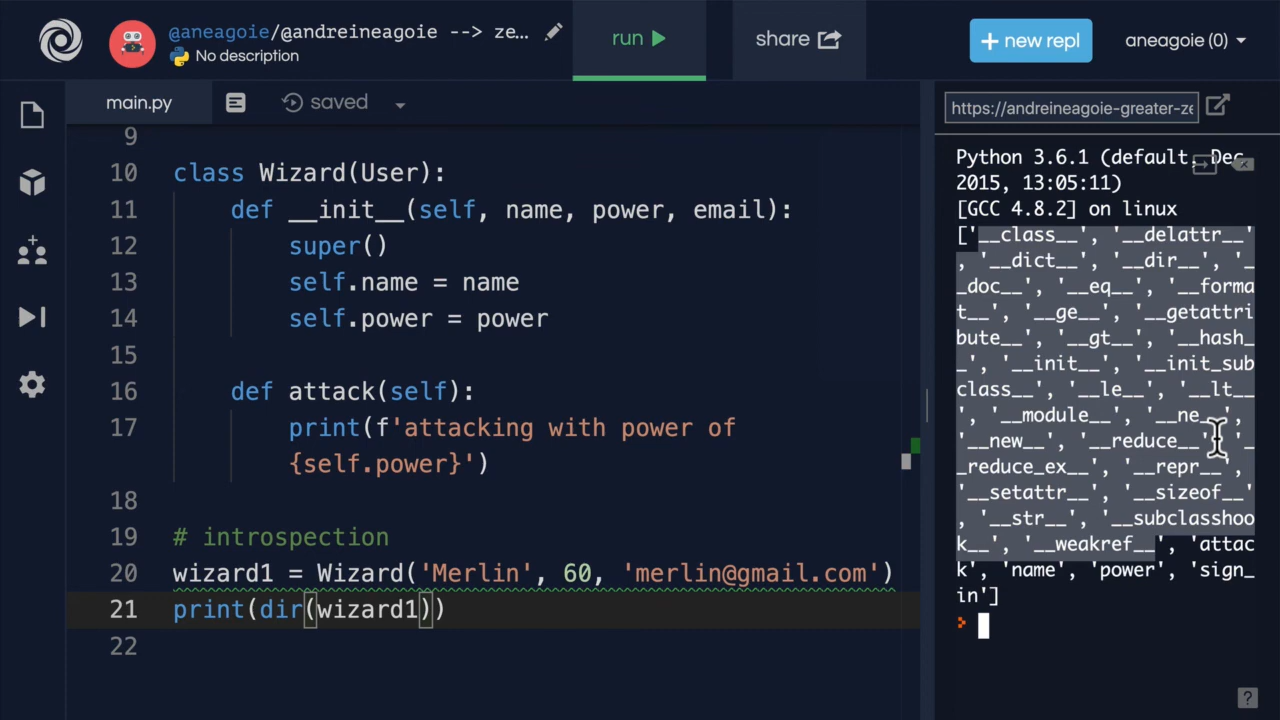 @aneagoie/@andreineagoie --> ze...
No description
run
share
+ new repl
aneagoie (0)
main.py
saved
https://andreineagoie-greater-ze
9
10 class Wizard(User):
11 def __init__(self, name, power, email):
12 super()
13 self.name = name
14 self.power = power
15
16 def attack(self):
17 print(f'attacking with power of
{self.power}')
18
19 # introspection
20 wizard1 = Wizard('Merlin', 60, 'merlin@gmail.com')
21 print(dir(wizard1))
22
Python 3.6.1 (default, Dec
2015, 13:05:11)
[GCC 4.8.2] on linux
['__class__', '__delattr__'
, '__dict__', '__dir__', '_
_doc__', '__eq__', '__forma
t__', '__ge__', '__getattri
bute__', '__gt__', '__hash_
_', '__init__', '__init_sub
class__', '__le__', '__lt__
', '__module__', '__ne__',
'__new__', '__reduce__', '_
_reduce_ex__', '__repr__',
'__setattr__', '__sizeof__'
, '__str__', '__subclasshoo
k__', '__weakref__', 'attac
k', 'name', 'power', 'sign_
in']
?